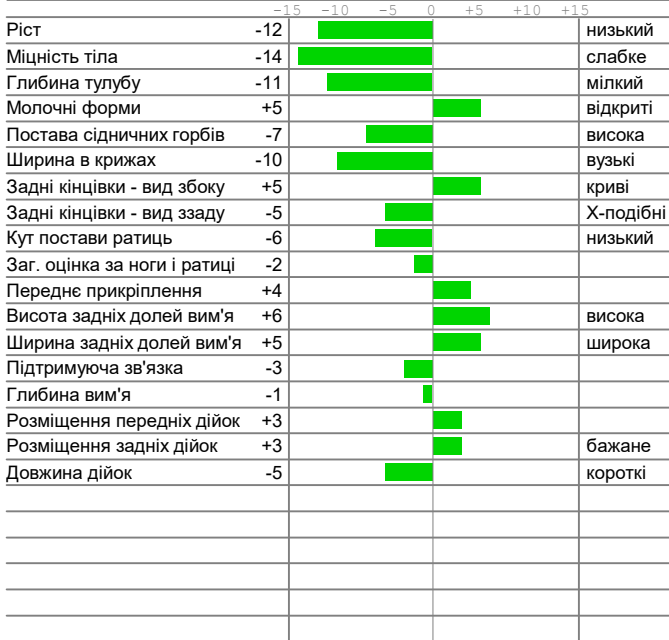 -15 -10 -5 0 +5 +10 +15
Ріст -12 низький
Міцність тіла -14 слабке
Глибина тулубу -11 мілкий
Молочні форми +5 відкриті
Постава сідничних горбів -7 висока
Ширина в крижах -10 вузькі
Задні кінцівки - вид збоку +5 криві
Задні кінцівки - вид ззаду -5 Х-подібні
Кут постави ратиць -6 низький
Заг. оцінка за ноги і ратиці -2
Переднє прикріплення +4
Висота задніх долей вим'я +6 висока
Ширина задніх долей вим'я +5 широка
Підтримуюча зв'язка -3
Глибина вим'я -1
Розміщення передніх дійок +3
Розміщення задніх дійок +3 бажане
Довжина дійок -5 короткі